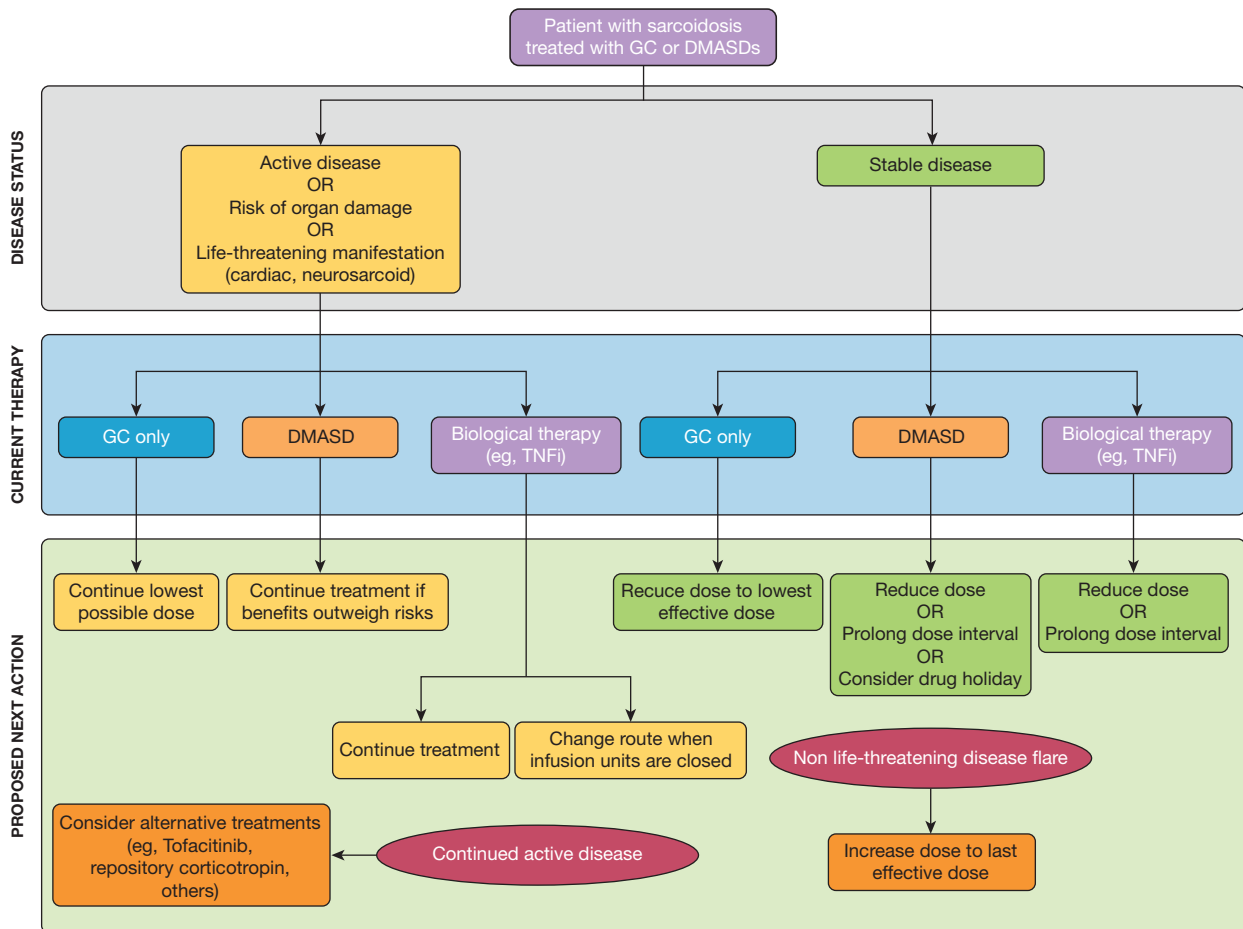 Patient with sarcoidosis
treated with GC or DMASDs
DISEASE STATUS
Active disease
OR
Risk of organ damage
OR
Life-threatening manifestation
(cardiac, neurosarcoid)
Stable disease
CURRENT THERAPY
GC only
DMASD
Biological therapy
(eg, TNFi)
GC only
DMASD
Biological therapy
(eg, TNFi)
PROPOSED NEXT ACTION
Continue lowest
possible dose
Continue treatment if
benefits outweigh risks
Recuce dose to lowest
effective dose
Reduce dose
OR
Prolong dose interval
OR
Consider drug holiday
Reduce dose
OR
Prolong dose interval
Continue treatment
Change route when
infusion units are closed
Non life-threatening disease flare
Consider alternative treatments
(eg, Tofacitinib,
repository corticotropin,
others)
Continued active disease
Increase dose to last
effective dose